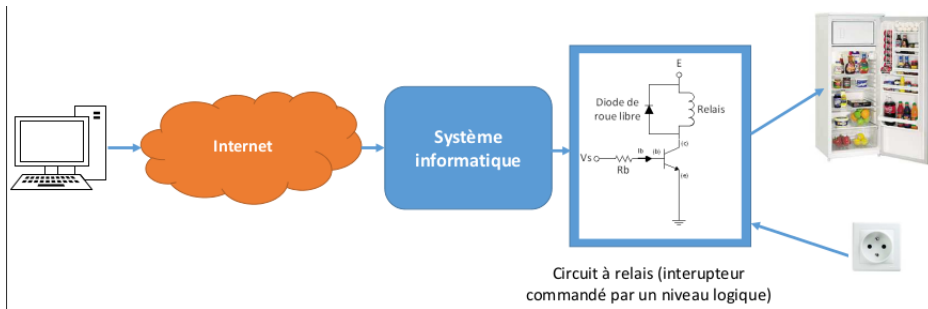 Internet
Système
informatique
E
Diode de
roue libre
Relais
(c)
Vs
Ib
(b)
Rb
(e)
Circuit à relais (interupteur
commandé par un niveau logique)